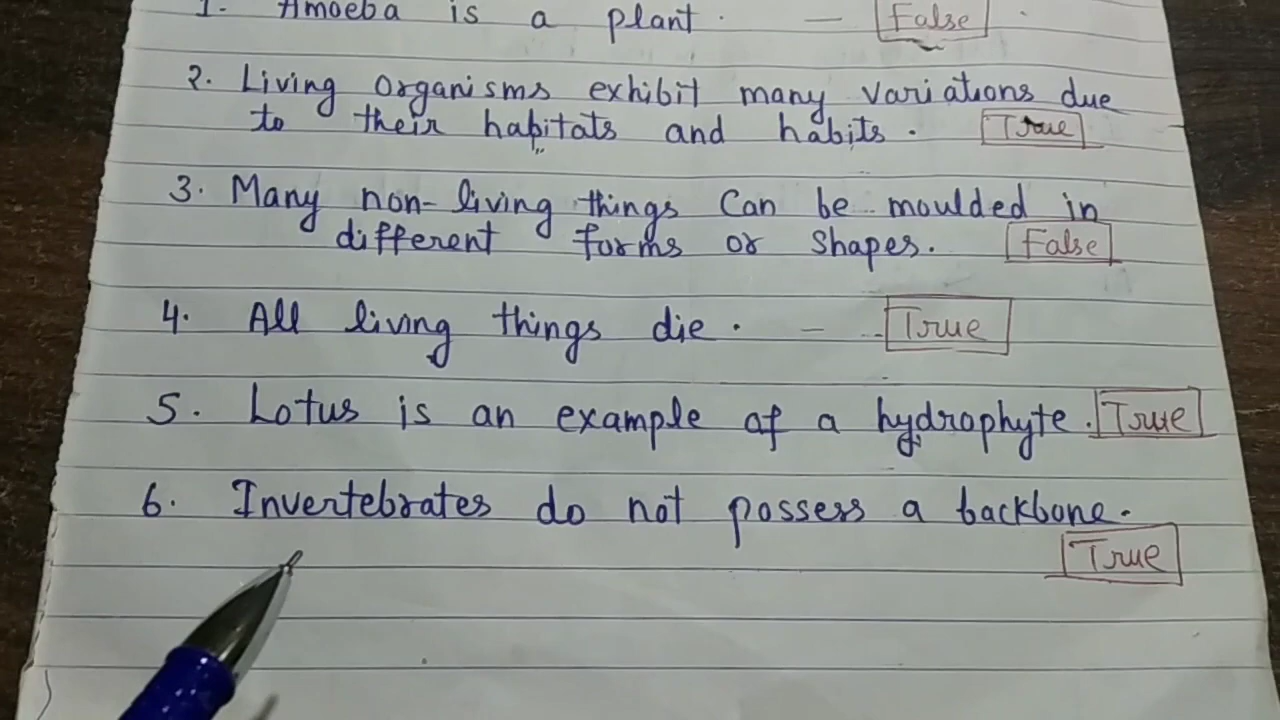 1. Amoeba is a plant. — False
2. Living Organisms exhibit many variations due
to their habitats and habits. True
3. Many non-living things Can be moulded in
different forms or shapes. False
4. All living things die. — True
5. Lotus is an example of a hydrophyte. True
6. Invertebrates do not possess a backbone.
True